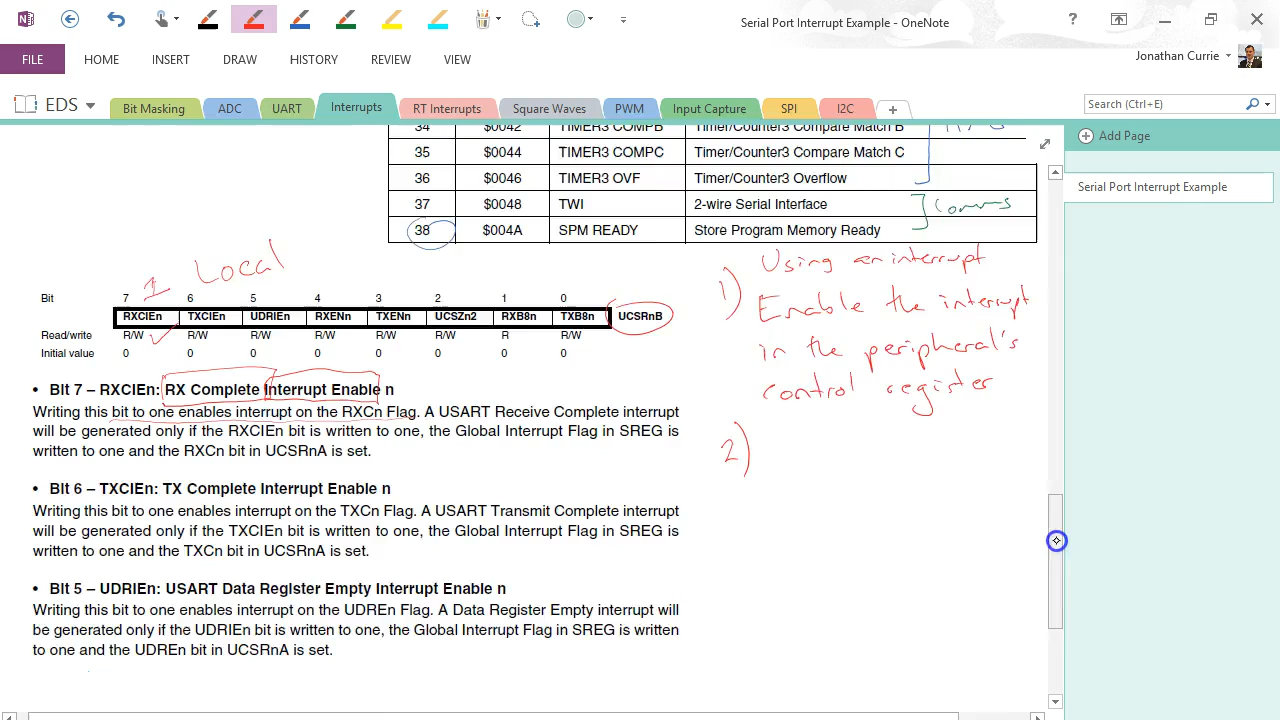 Serial Port Interrupt Example - OneNote
?
Jonathan Currie
FILE HOME INSERT DRAW HISTORY REVIEW VIEW
EDS Bit Masking ADC UART Interrupts RT Interrupts Square Waves PWM Input Capture SPI I2C
Search (Ctrl+E)
Add Page
Serial Port Interrupt Example
34 $0042 TIMER3 COMPB Timer/Counter3 Compare Match B
35 $0044 TIMER3 COMPC Timer/Counter3 Compare Match C
36 $0046 TIMER3 OVF Timer/Counter3 Overflow
37 $0048 TWI 2-wire Serial Interface
Comms
38 $004A SPM READY Store Program Memory Ready
Local
1
Bit 7 6 5 4 3 2 1 0
RXCIEn TXCIEn UDRIEn RXENn TXENn UCSZn2 RXB8n TXB8n UCSRnB
Read/write R/W R/W R/W R/W R/W R/W R R/W
Initial value 0 0 0 0 0 0 0 0
• Bit 7 – RXCIEn: RX Complete Interrupt Enable n
Writing this bit to one enables interrupt on the RXCn Flag. A USART Receive Complete interrupt
will be generated only if the RXCIEn bit is written to one, the Global Interrupt Flag in SREG is
written to one and the RXCn bit in UCSRnA is set.
• Bit 6 – TXCIEn: TX Complete Interrupt Enable n
Writing this bit to one enables interrupt on the TXCn Flag. A USART Transmit Complete interrupt
will be generated only if the TXCIEn bit is written to one, the Global Interrupt Flag in SREG is
written to one and the TXCn bit in UCSRnA is set.
• Bit 5 – UDRIEn: USART Data Register Empty Interrupt Enable n
Writing this bit to one enables interrupt on the UDREn Flag. A Data Register Empty interrupt will
be generated only if the UDRIEn bit is written to one, the Global Interrupt Flag in SREG is written
to one and the UDREn bit in UCSRnA is set.
Using an interrupt
1) Enable the interrupt
in the peripheral's
control register
2)